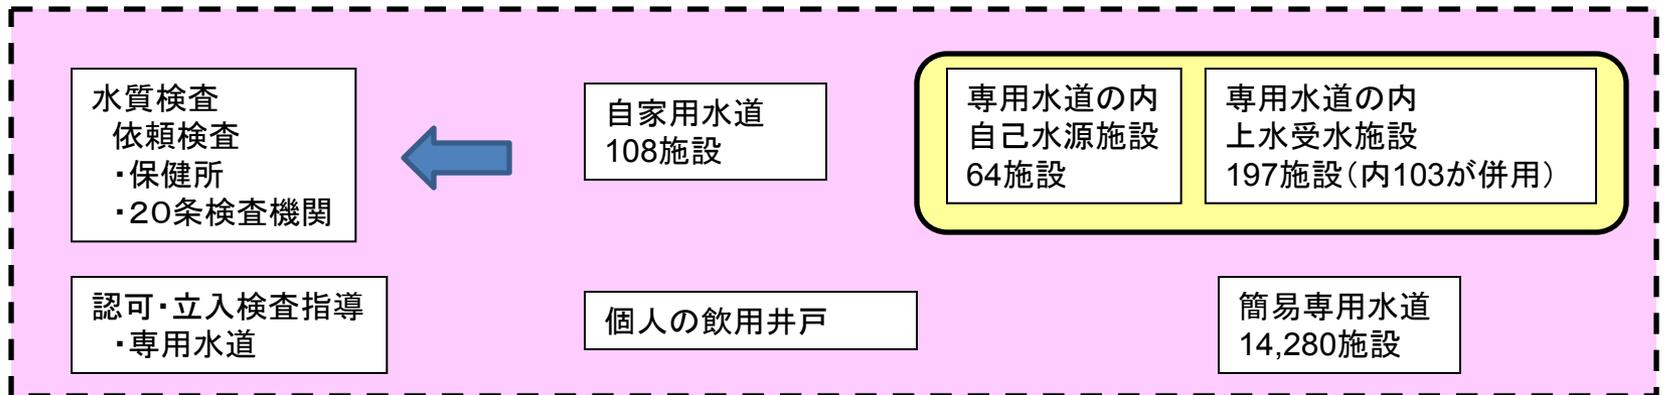 水質検査
依頼検査
・保健所
・２０条検査機関
自家用水道
108施設
専用水道の内
自己水源施設
64施設
専用水道の内
上水受水施設
197施設（内103が併用）
認可・立入検査指導
・専用水道
個人の飲用井戸
簡易専用水道
14,280施設